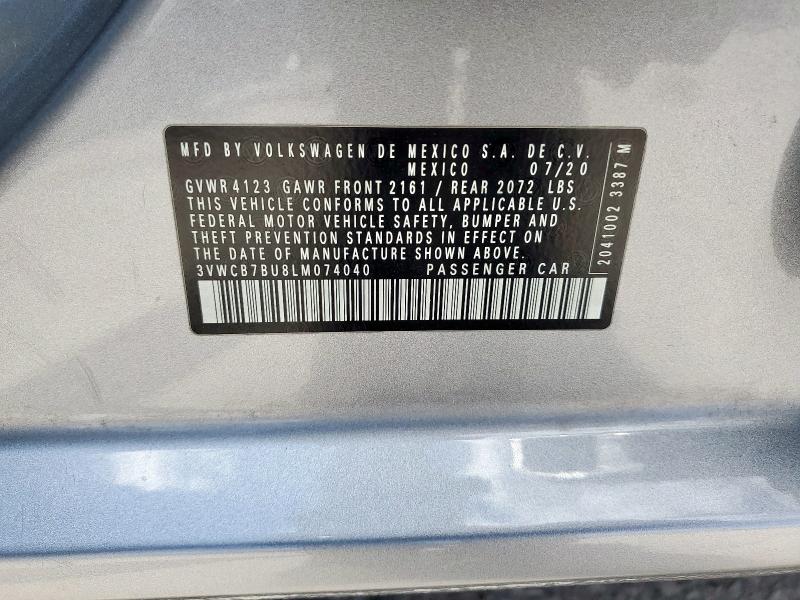 MFD BY VOLKSWAGEN DE MEXICO S.A. DE C.V.
MEXICO 07/20
GVWR 4123 GAWR FRONT 2161 / REAR 2072 LBS
THIS VEHICLE CONFORMS TO ALL APPLICABLE U.S.
FEDERAL MOTOR VEHICLE SAFETY, BUMPER AND
THEFT PREVENTION STANDARDS IN EFFECT ON
THE DATE OF MANUFACTURE SHOWN ABOVE.
3VWCB7BU8LM074040 PASSENGER CAR
2041002 3387 M